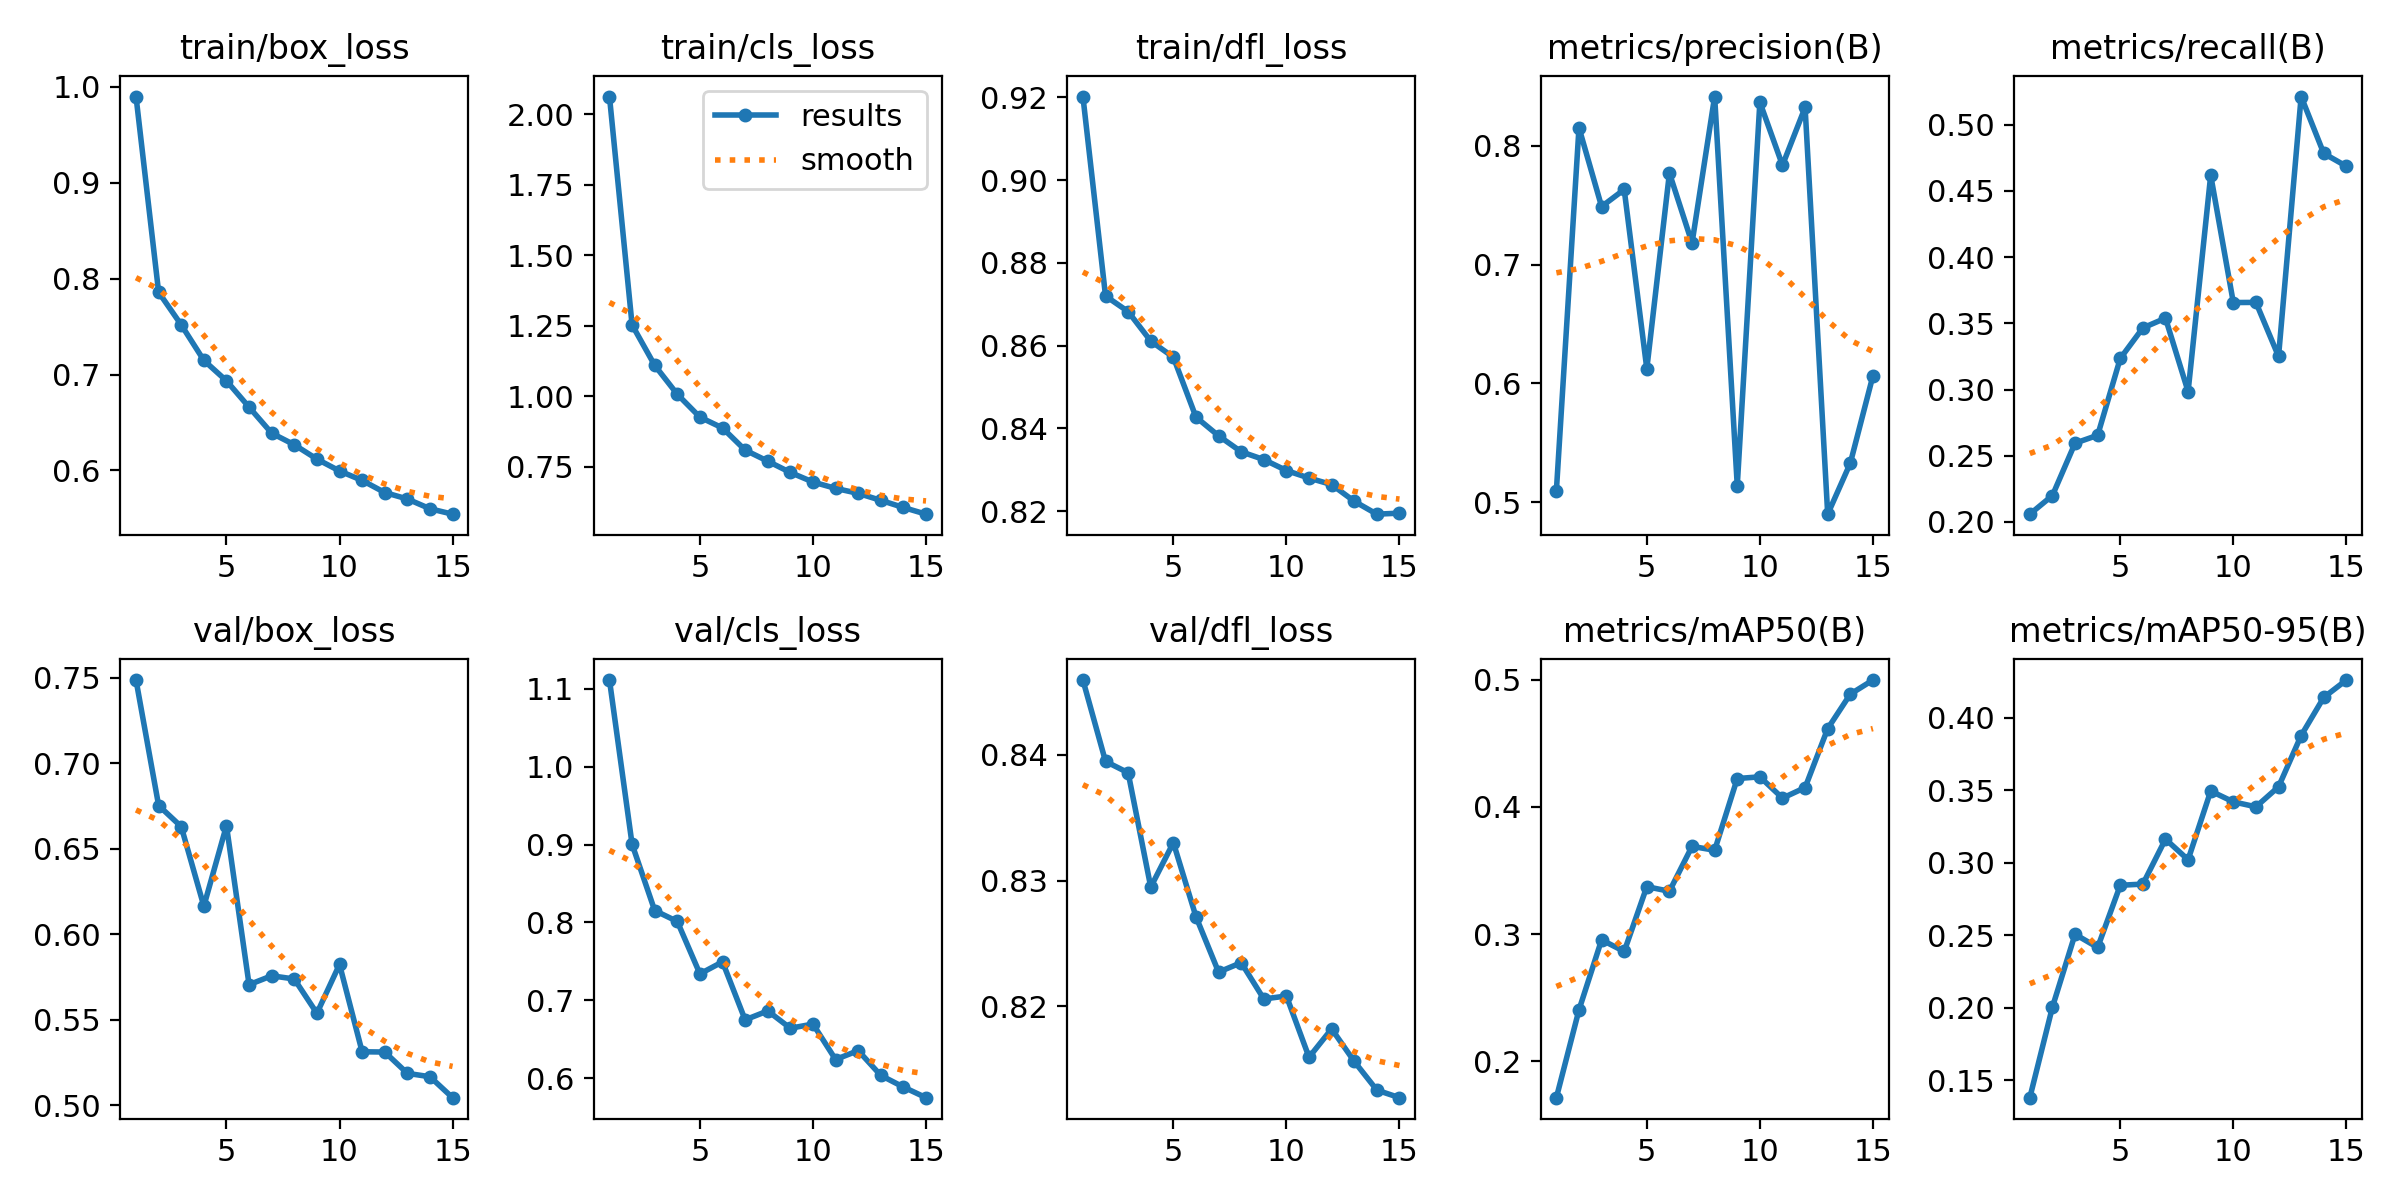 train/box_loss
1.0
0.9
0.8
0.7
0.6
5 10 15
train/cls_loss
results
smooth
2.00
1.75
1.50
1.25
1.00
0.75
5 10 15
train/dfl_loss
0.92
0.90
0.88
0.86
0.84
0.82
5 10 15
metrics/precision(B)
0.8
0.7
0.6
0.5
5 10 15
metrics/recall(B)
0.50
0.45
0.40
0.35
0.30
0.25
0.20
5 10 15
val/box_loss
0.75
0.70
0.65
0.60
0.55
0.50
5 10 15
val/cls_loss
1.1
1.0
0.9
0.8
0.7
0.6
5 10 15
val/dfl_loss
0.84
0.83
0.82
5 10 15
metrics/mAP50(B)
0.5
0.4
0.3
0.2
5 10 15
metrics/mAP50-95(B)
0.40
0.35
0.30
0.25
0.20
0.15
5 10 15